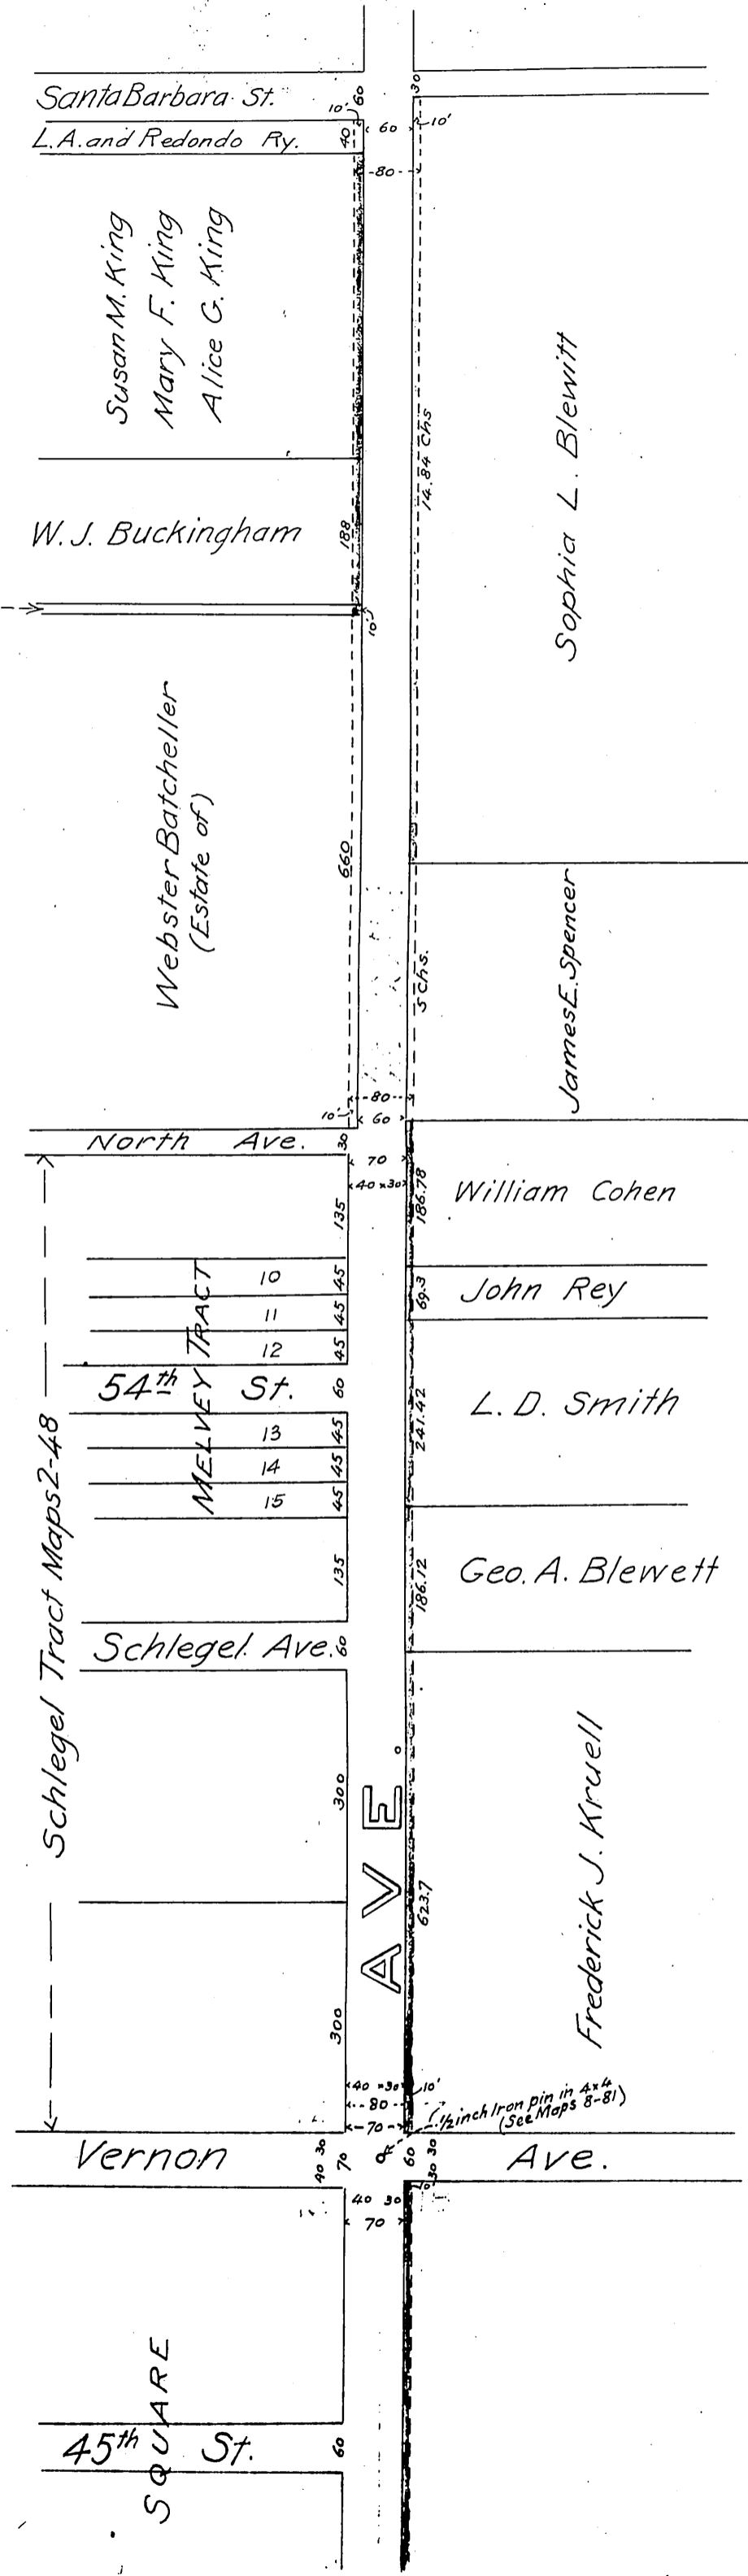 Santa Barbara St.
60
30
10'
10'
60
L.A. and Redondo Ry.
40
80
Susan M. King
Mary F. King
Alice G. King
Sophia L. Blewitt
14.84 Chs
W. J. Buckingham
188
10'
Webster Batcheller
(Estate of)
660
James E. Spencer
5 Chs.
80
10'
60
North Ave.
30
70
40 x 30
186.78
William Cohen
135
10
45
69.3
John Rey
11
45
12
45
MELVEY TRACT
54th St.
60
241.42
L. D. Smith
13
45
14
45
15
45
135
186.12
Geo. A. Blewett
Schlegel Ave.
60
Schlegel Tract Maps 2-48
300
AVE.
623.7
Frederick J. Kruell
300
40 x 30
10'
80
1/2 inch Iron pin in 4x4
(See Maps 8-81)
70
Vernon Ave.
40 30
70
60
30 30
40 30
70
SQUARE
45th St.
60